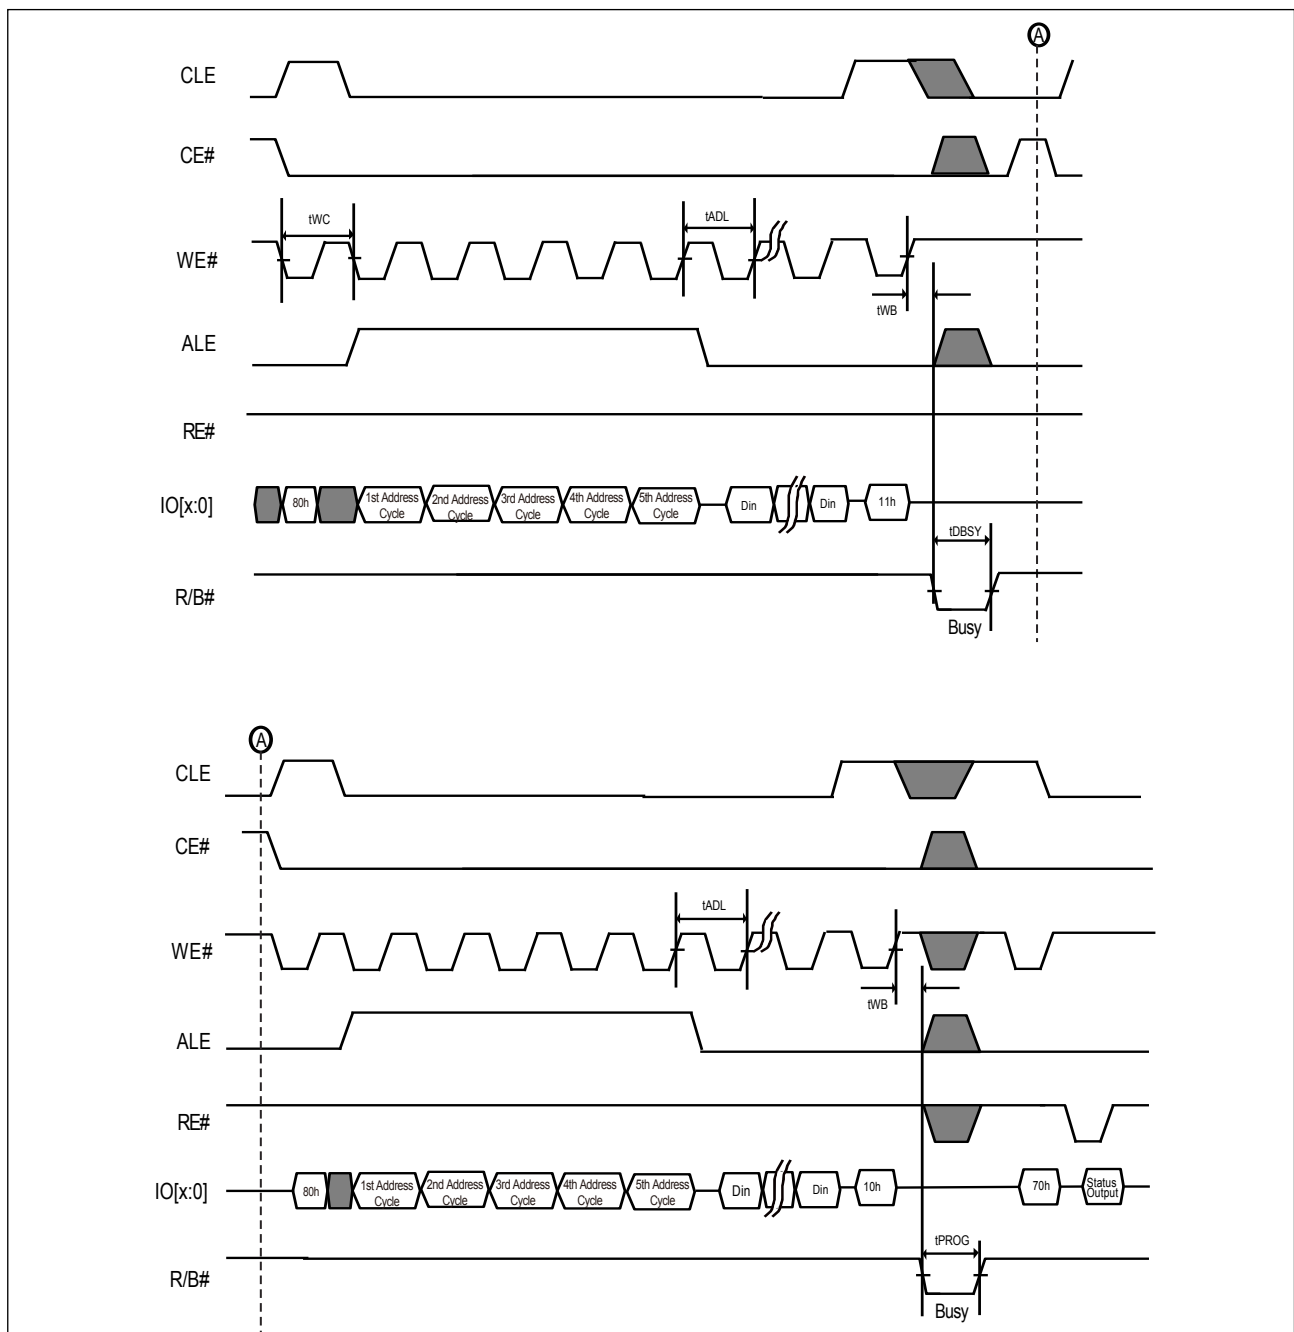 A
CLE
CE#
tWC
tADL
WE#
tWB
ALE
RE#
IO[x:0]
80h
1st Address
Cycle
2nd Address
Cycle
3rd Address
Cycle
4th Address
Cycle
5th Address
Cycle
Din
Din
11h
tDBSY
R/B#
Busy
A
CLE
CE#
tADL
WE#
tWB
ALE
RE#
IO[x:0]
80h
1st Address
Cycle
2nd Address
Cycle
3rd Address
Cycle
4th Address
Cycle
5th Address
Cycle
Din
Din
10h
70h
Status
Output
tPROG
R/B#
Busy